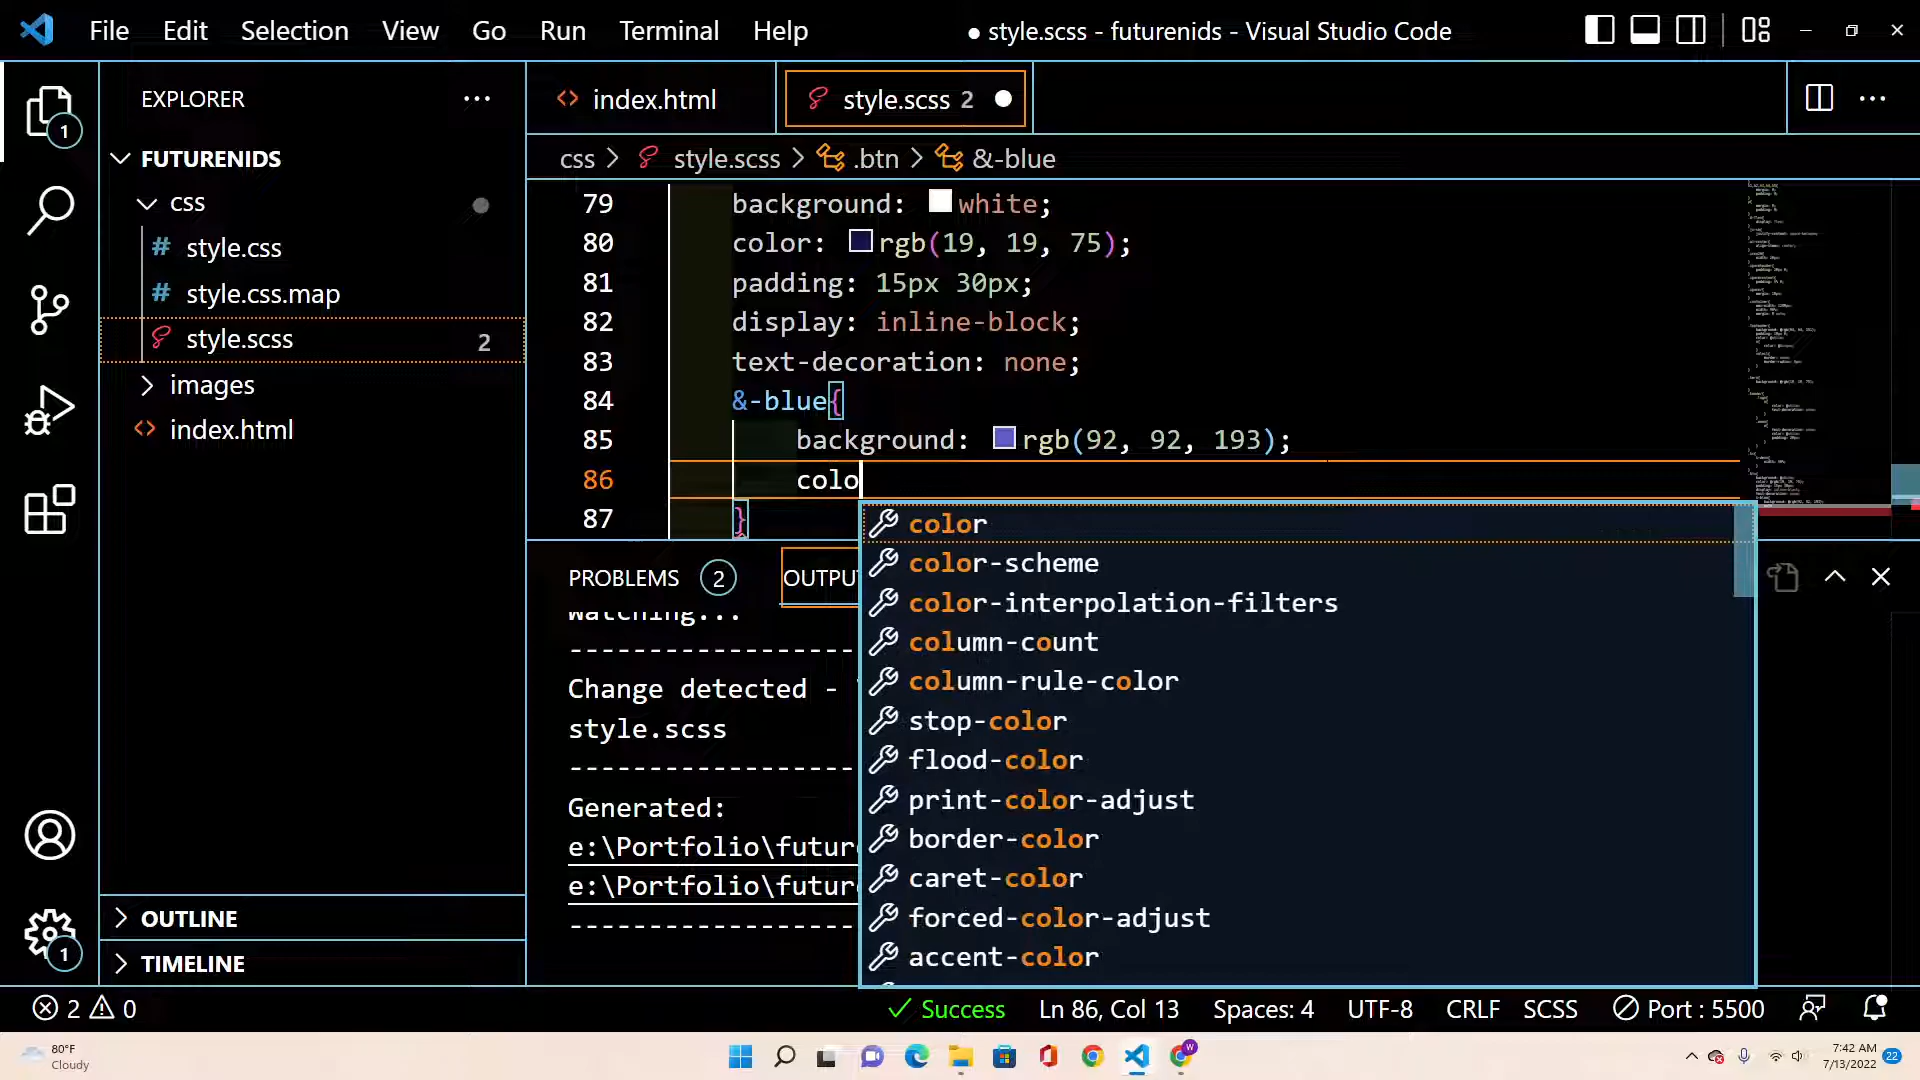 File Edit Selection View Go Run Terminal Help
● style.scss - futurenids - Visual Studio Code
EXPLORER
FUTURENIDS
css
style.css
style.css.map
style.scss 2
images
index.html
OUTLINE
TIMELINE
1
1
index.html
style.scss 2
css > style.scss > .btn > &-blue
79 background: white;
80 color: rgb(19, 19, 75);
81 padding: 15px 30px;
82 display: inline-block;
83 text-decoration: none;
84 &-blue{
85 background: rgb(92, 92, 193);
86 colo
87 }
color
color-scheme
color-interpolation-filters
column-count
column-rule-color
stop-color
flood-color
print-color-adjust
border-color
caret-color
forced-color-adjust
accent-color
PROBLEMS 2 OUTPU
Watching...
------------------
Change detected -
style.scss
------------------
Generated:
e:\Portfolio\futur
e:\Portfolio\futur
------------------
2 0
Success Ln 86, Col 13 Spaces: 4 UTF-8 CRLF SCSS Port : 5500
80°F
Cloudy
W
7:42 AM
7/13/2022
22